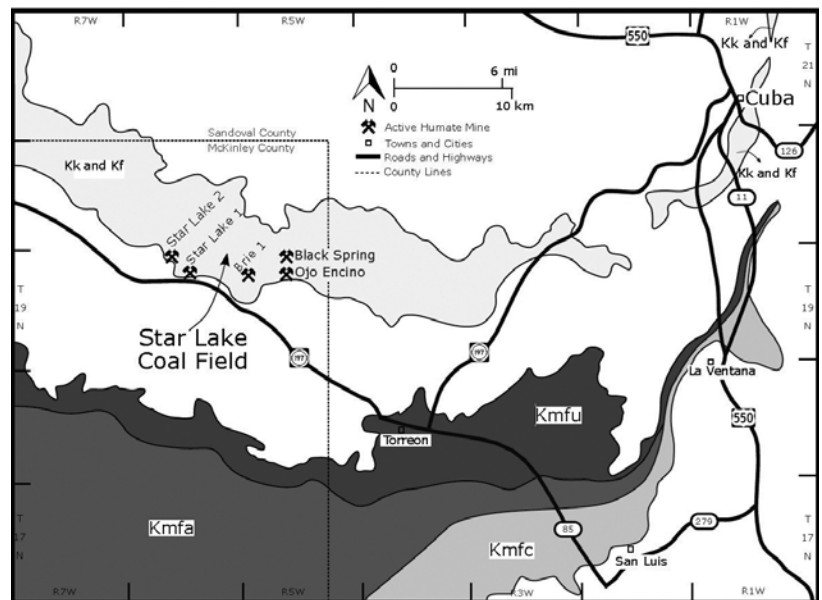 R7W
R5W
R1W
550
Kk and Kf
T
21
N
0
6 mi
N
0
10 km
Cuba
Active Humate Mine
Towns and Cities
Roads and Highways
County Lines
Sandoval County
McKinley County
126
Kk and Kf
Kk and Kf
11
Star Lake 2
Star Lake 1
Brie 1
Black Spring
Ojo Encino
T
19
N
T
19
N
Star Lake
Coal Field
197
197
La Ventana
Kmfu
550
Torreon
T
17
N
Kmfa
85
279
T
17
N
Kmfc
San Luis
R7W
R5W
R3W
R1W